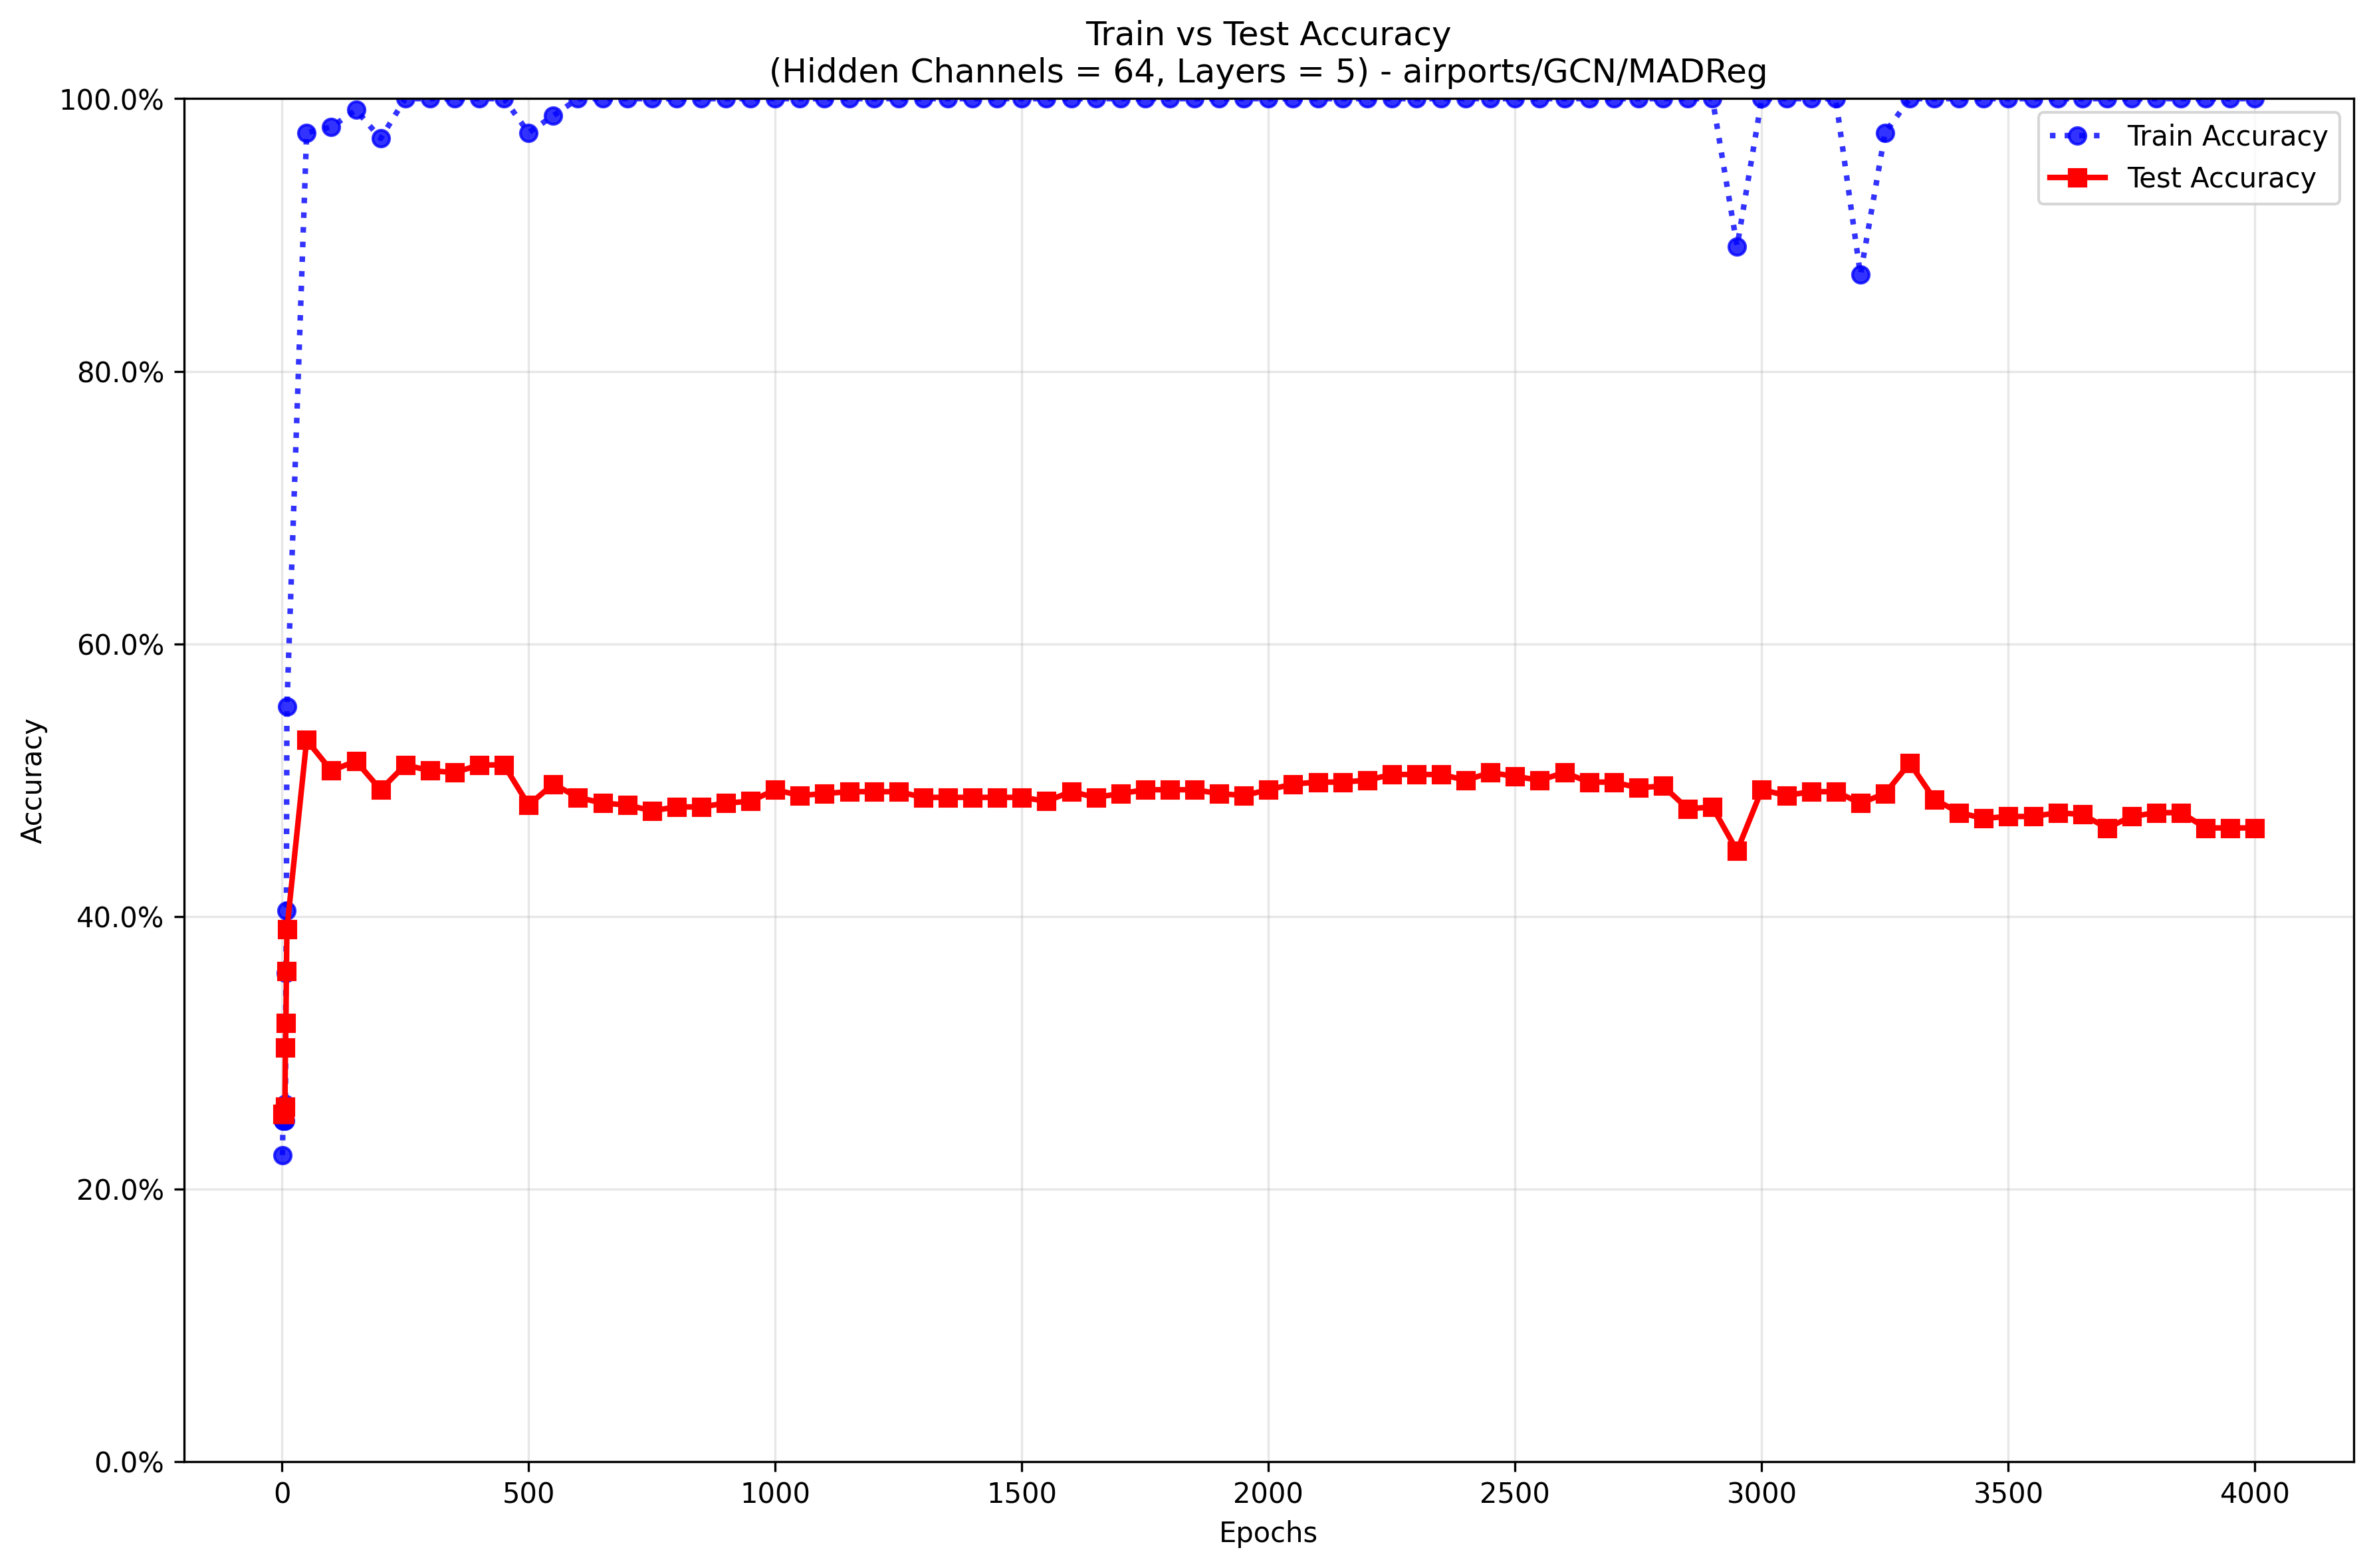 Train vs Test Accuracy
(Hidden Channels = 64, Layers = 5) - airports/GCN/MADReg
100.0%
80.0%
60.0%
40.0%
20.0%
0.0%
Accuracy
Train Accuracy
Test Accuracy
0 500 1000 1500 2000 2500 3000 3500 4000
Epochs